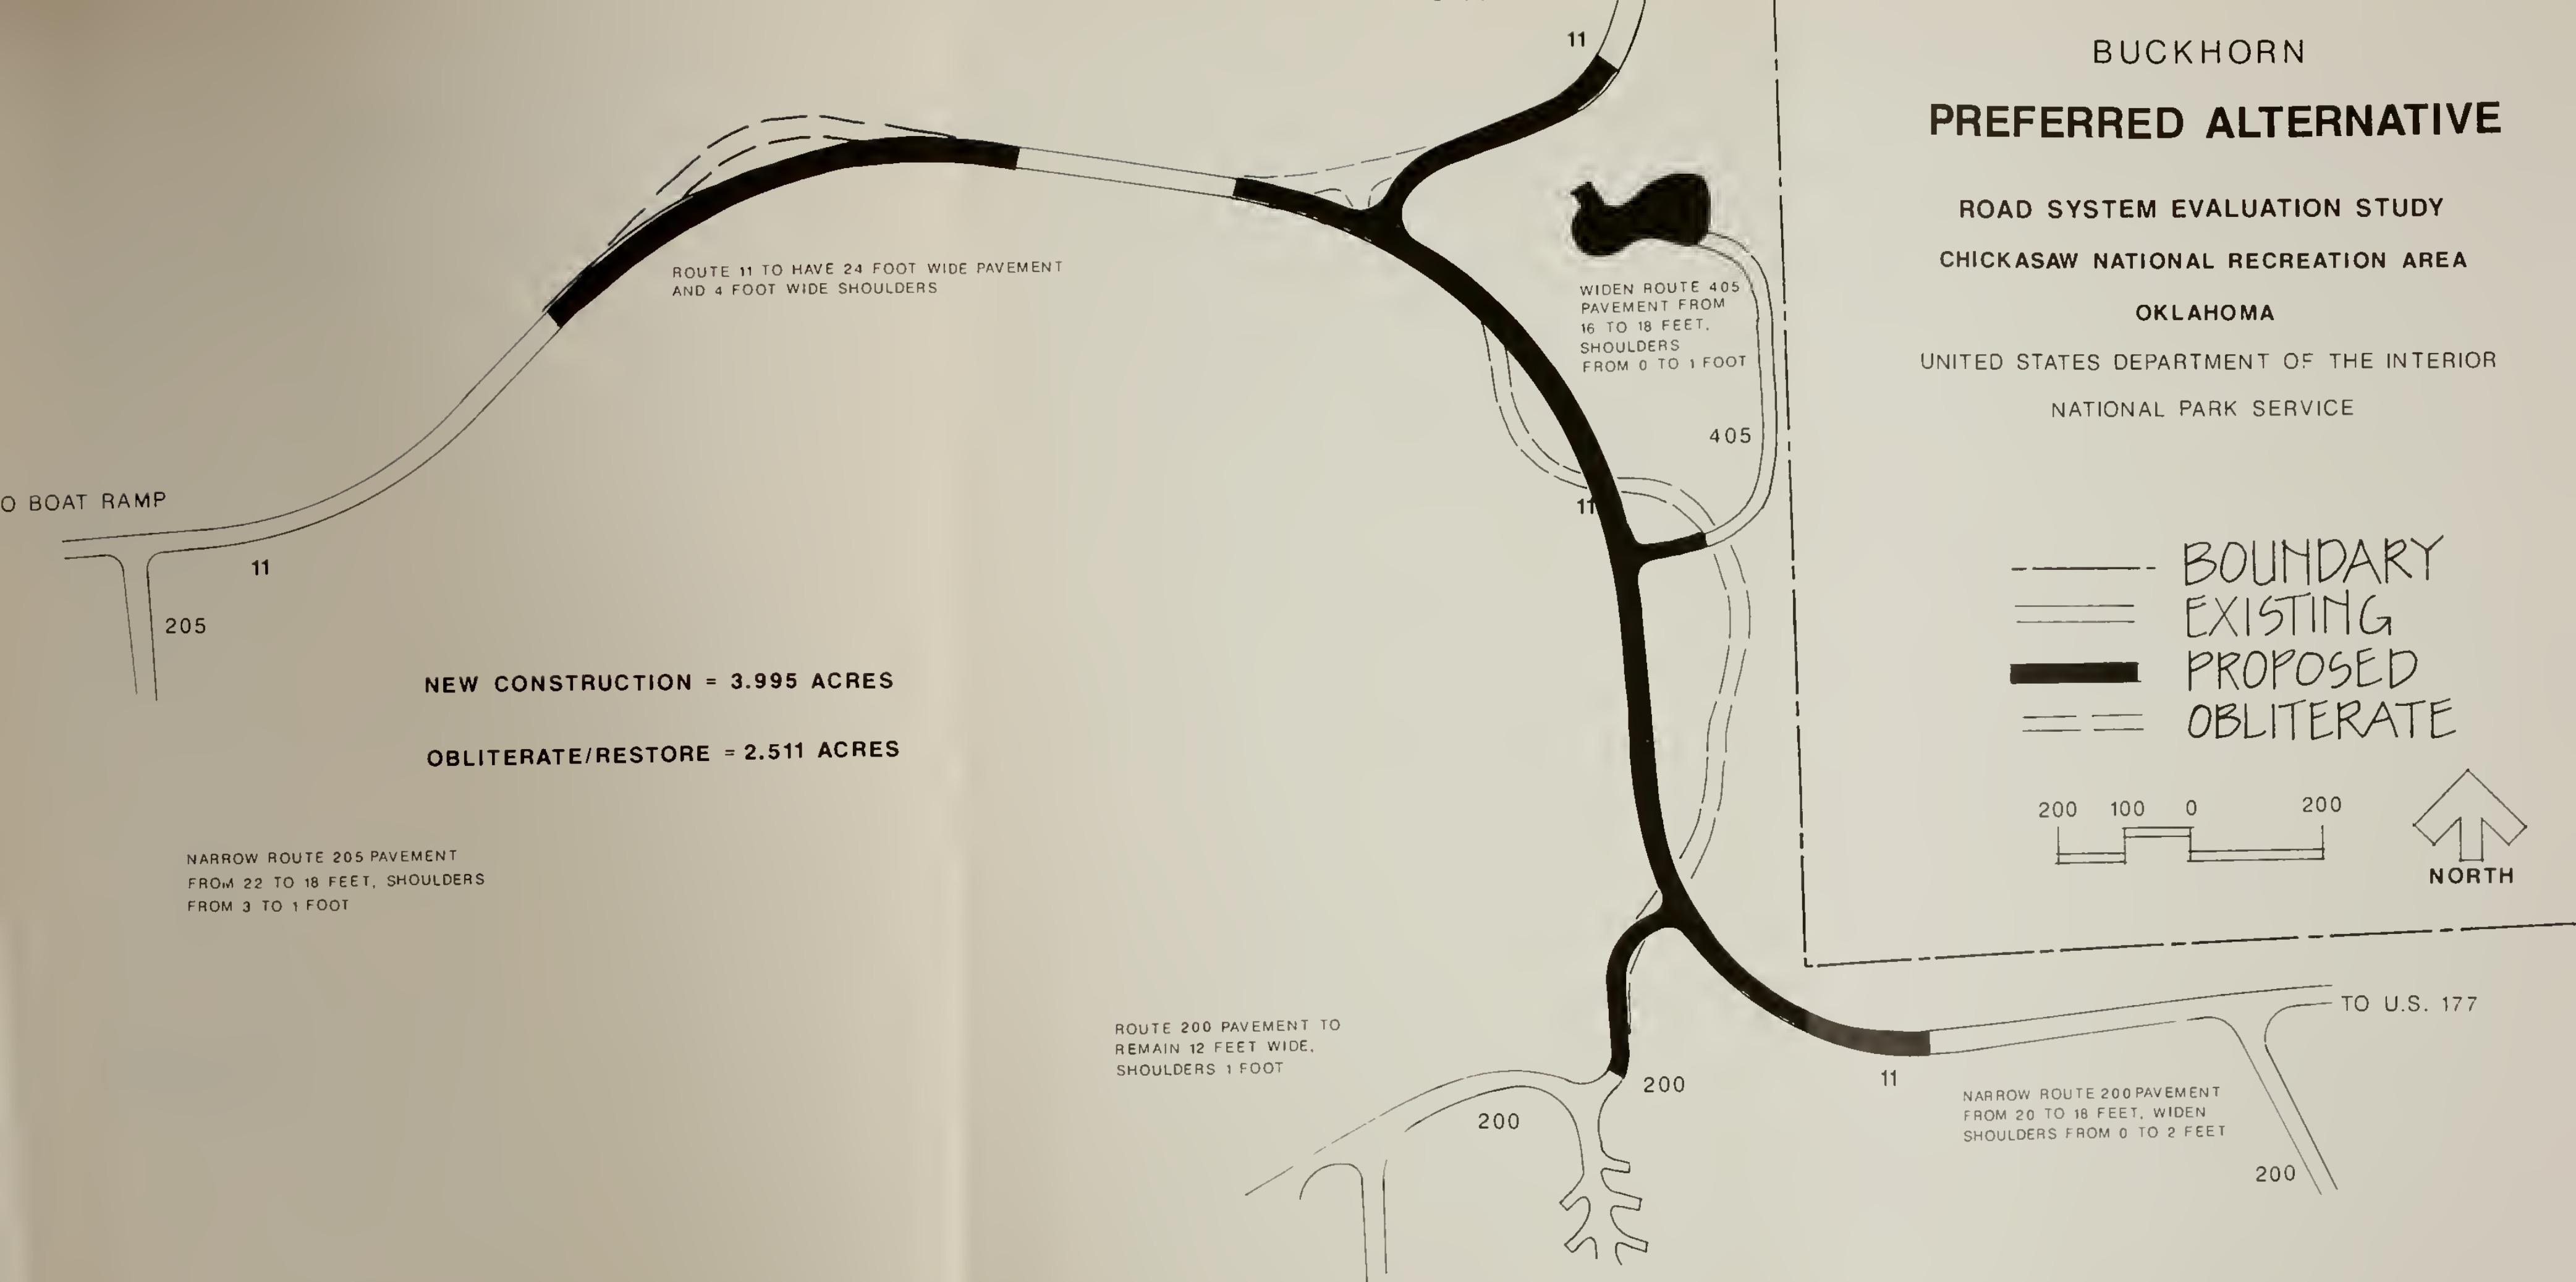 BUCKHORN
PREFERRED ALTERNATIVE
ROAD SYSTEM EVALUATION STUDY
CHICKASAW NATIONAL RECREATION AREA
OKLAHOMA
UNITED STATES DEPARTMENT OF THE INTERIOR
NATIONAL PARK SERVICE
11
ROUTE 11 TO HAVE 24 FOOT WIDE PAVEMENT
AND 4 FOOT WIDE SHOULDERS
WIDEN ROUTE 405
PAVEMENT FROM
16 TO 18 FEET,
SHOULDERS
FROM 0 TO 1 FOOT
405
11
O BOAT RAMP
11
205
NEW CONSTRUCTION = 3.995 ACRES
OBLITERATE/RESTORE = 2.511 ACRES
NARROW ROUTE 205 PAVEMENT
FROM 22 TO 18 FEET, SHOULDERS
FROM 3 TO 1 FOOT
BOUNDARY
EXISTING
PROPOSED
OBLITERATE
200 100 0 200
NORTH
TO U.S. 177
ROUTE 200 PAVEMENT TO
REMAIN 12 FEET WIDE,
SHOULDERS 1 FOOT
200
200
11
NARROW ROUTE 200 PAVEMENT
FROM 20 TO 18 FEET, WIDEN
SHOULDERS FROM 0 TO 2 FEET
200